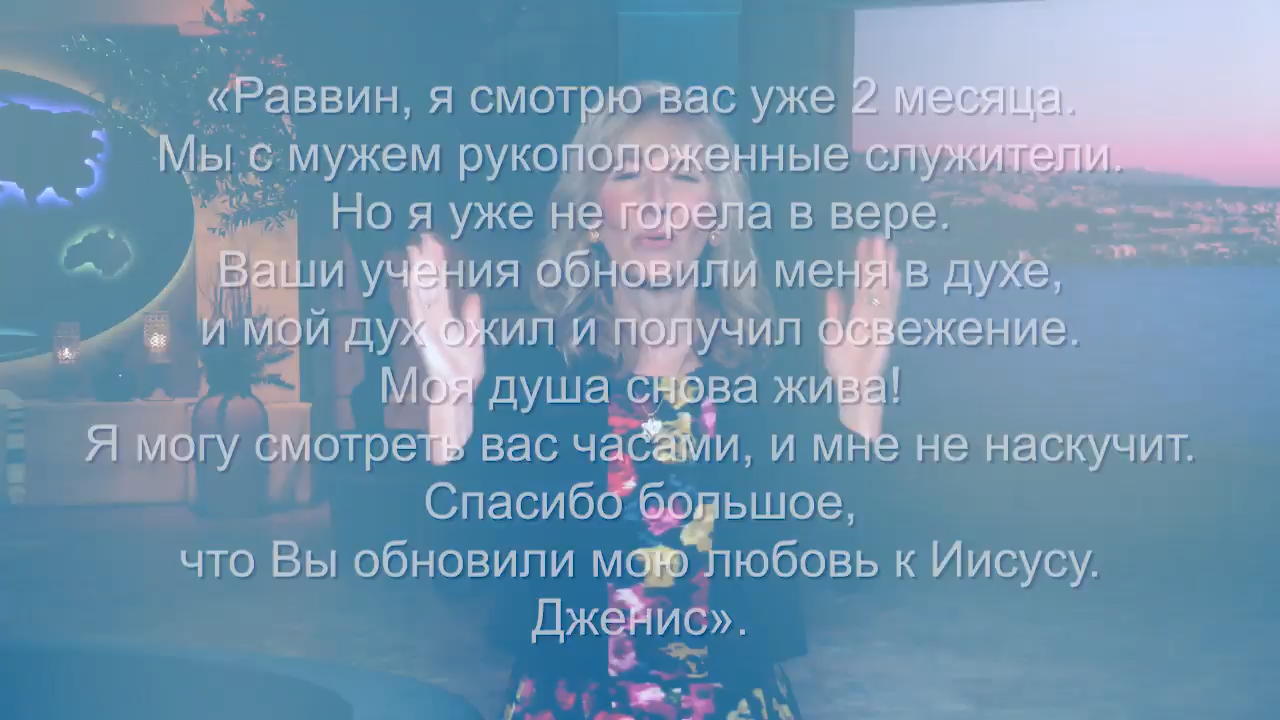 «Раввин, я смотрю вас уже 2 месяца.
Мы с мужем рукоположенные служители.
Но я уже не горела в вере.
Ваши учения обновили меня в духе,
и мой дух ожил и получил освежение.
Моя душа снова жива!
Я могу смотреть вас часами, и мне не наскучит.
Спасибо большое,
что Вы обновили мою любовь к Иисусу.
Дженис».